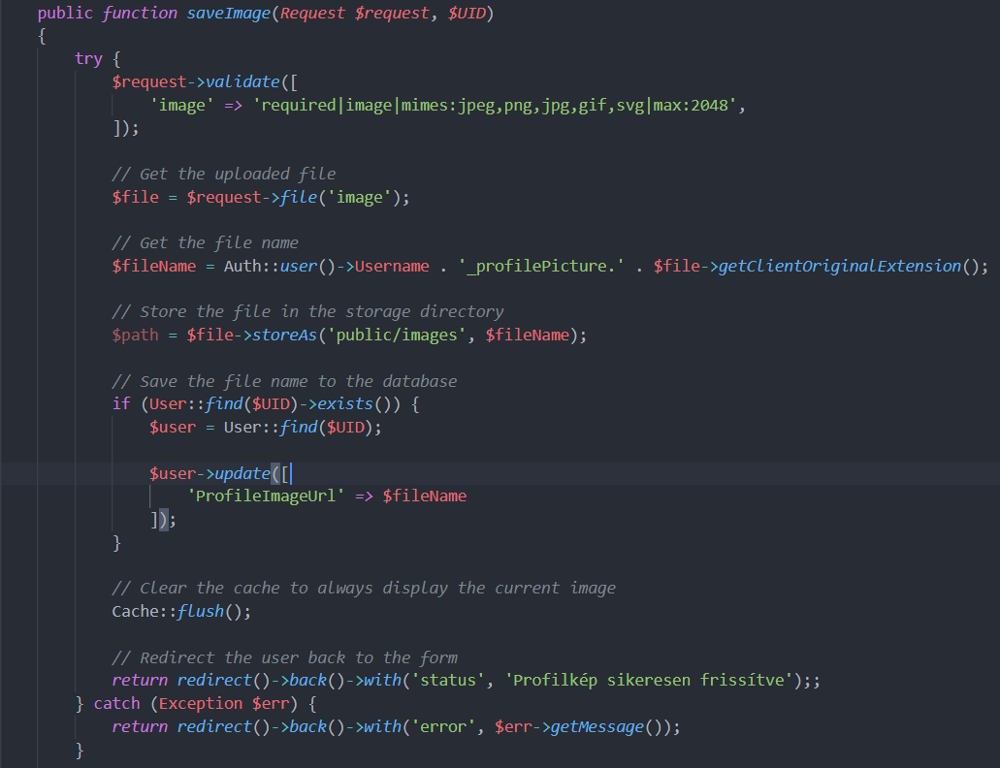 public function saveImage(Request $request, $UID)
{
try {
$request->validate([
'image' => 'required|image|mimes:jpeg,png,jpg,gif,svg|max:2048',
]);
// Get the uploaded file
$file = $request->file('image');
// Get the file name
$fileName = Auth::user()->Username . '_profilePicture.' . $file->getClientOriginalExtension();
// Store the file in the storage directory
$path = $file->storeAs('public/images', $fileName);
// Save the file name to the database
if (User::find($UID)->exists()) {
$user = User::find($UID);
$user->update([
'ProfileImageUrl' => $fileName
]);
}
// Clear the cache to always display the current image
Cache::flush();
// Redirect the user back to the form
return redirect()->back()->with('status', 'Profilkép sikeresen frissítve');;
} catch (Exception $err) {
return redirect()->back()->with('error', $err->getMessage());
}